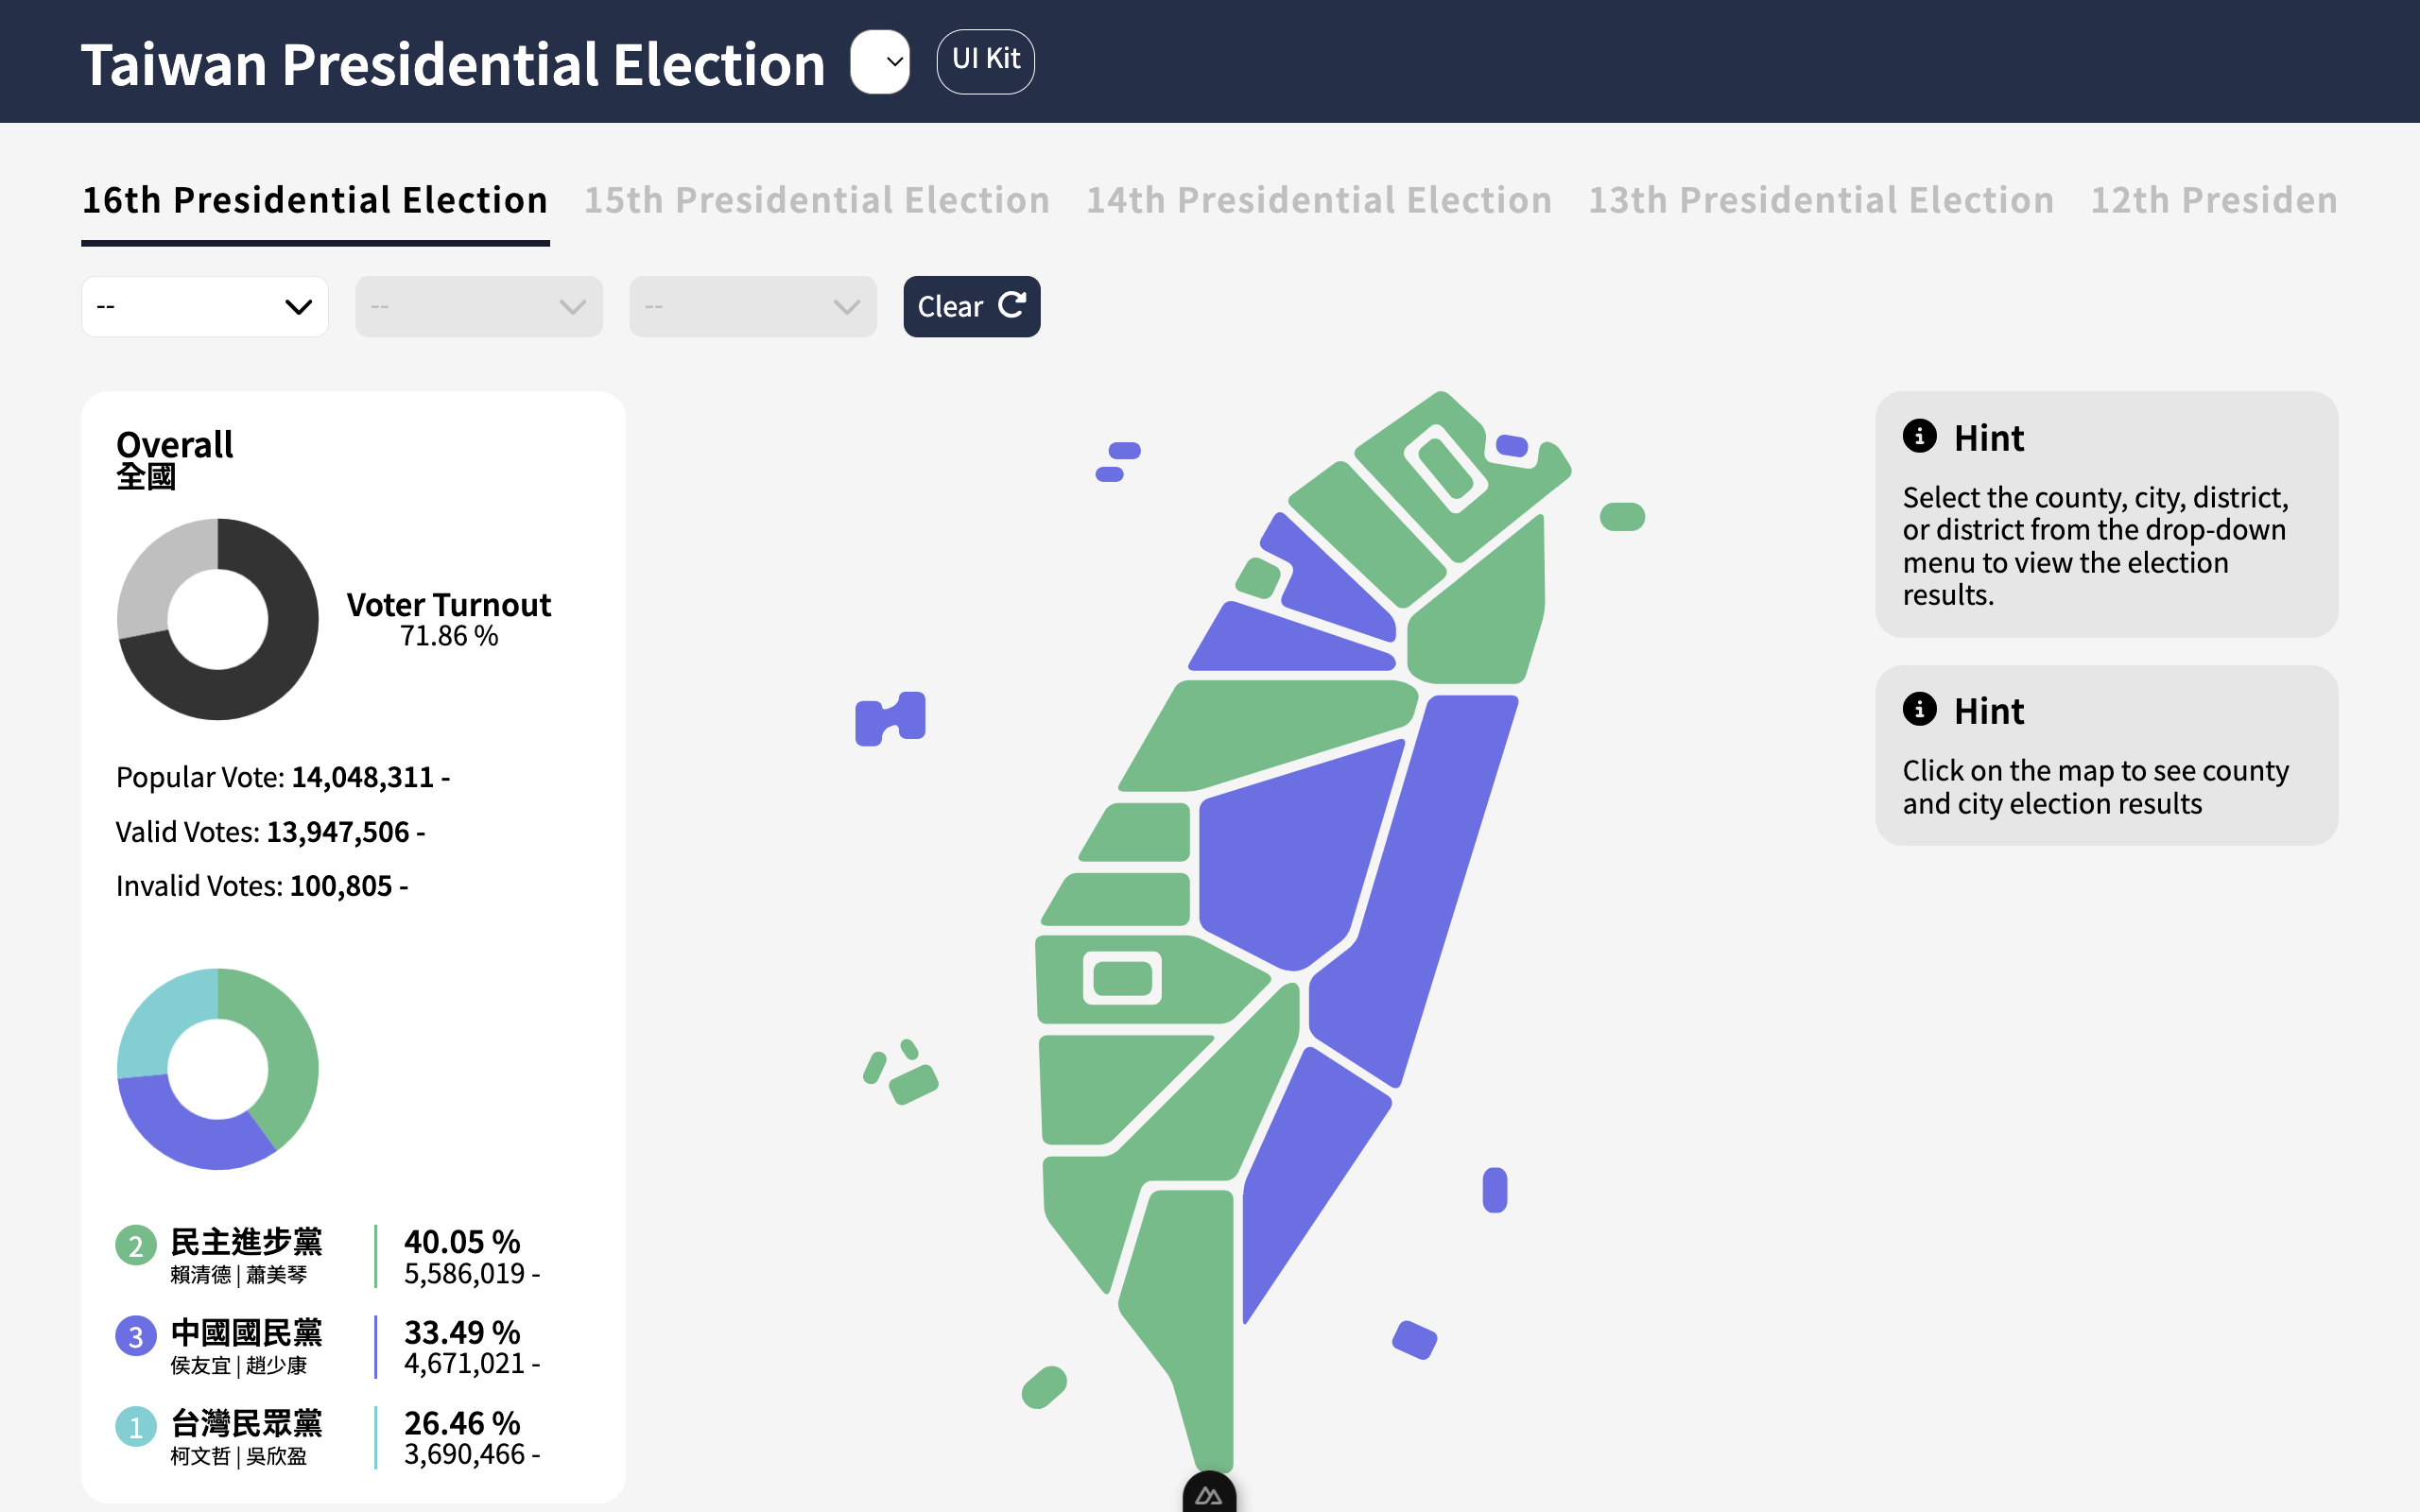 Taiwan Presidential Election
UI Kit
16th Presidential Election
15th Presidential Election
14th Presidential Election
13th Presidential Election
12th Presiden
--
--
--
Clear
Overall
全國
Voter Turnout
71.86 %
Popular Vote: 14,048,311 -
Valid Votes: 13,947,506 -
Invalid Votes: 100,805 -
2 民主進步黨
賴清德 | 蕭美琴
40.05 %
5,586,019 -
3 中國國民黨
侯友宜 | 趙少康
33.49 %
4,671,021 -
1 台灣民眾黨
柯文哲 | 吳欣盈
26.46 %
3,690,466 -
Hint
Select the county, city, district,
or district from the drop-down
menu to view the election
results.
Hint
Click on the map to see county
and city election results